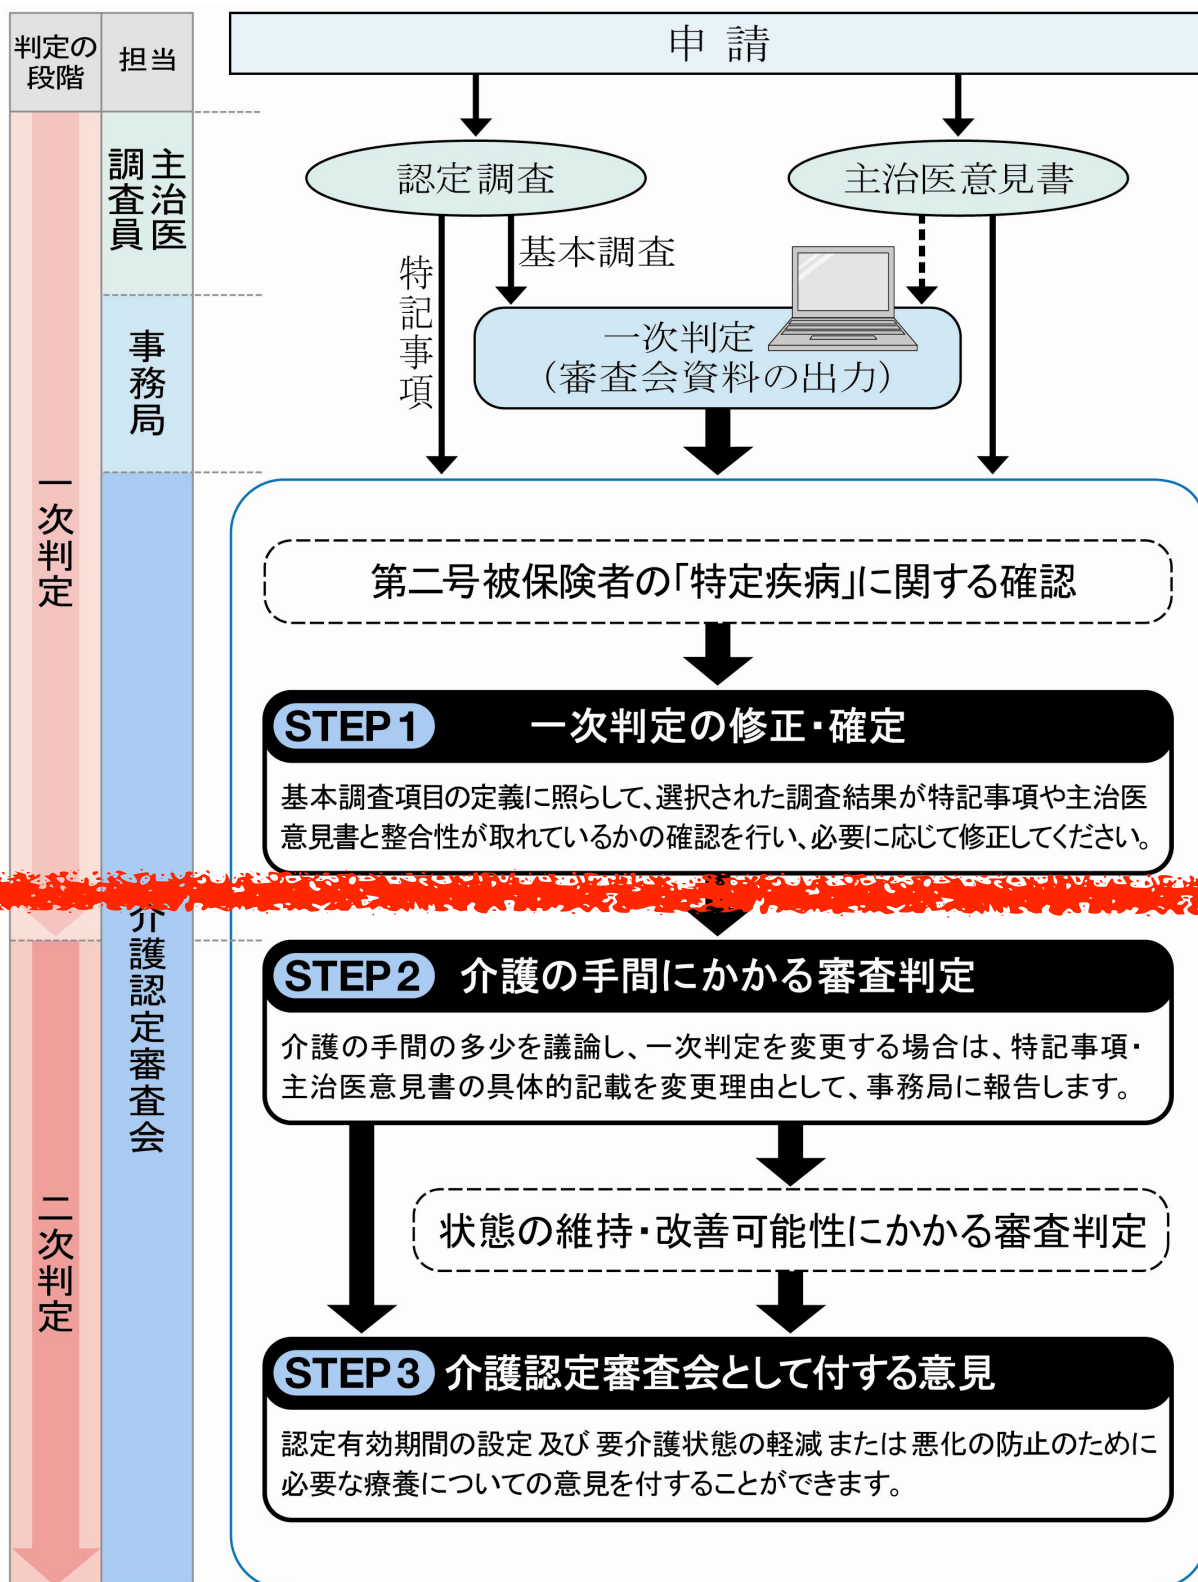 判定の
段階
担当
申請
主治医
調査員
認定調査
主治医意見書
特記事項
基本調査
事務局
一次判定
（審査会資料の出力）
一次判定
第二号被保険者の「特定疾病」に関する確認
STEP1 一次判定の修正・確定
基本調査項目の定義に照らして、選択された調査結果が特記事項や主治医
意見書と整合性が取れているかの確認を行い、必要に応じて修正してください。
介護認定審査会
STEP2 介護の手間にかかる審査判定
介護の手間の多少を議論し、一次判定を変更する場合は、特記事項・
主治医意見書の具体的記載を変更理由として、事務局に報告します。
二次判定
状態の維持・改善可能性にかかる審査判定
STEP3 介護認定審査会として付する意見
認定有効期間の設定 及び 要介護状態の軽減 または 悪化の防止のために
必要な療養についての意見を付することができます。